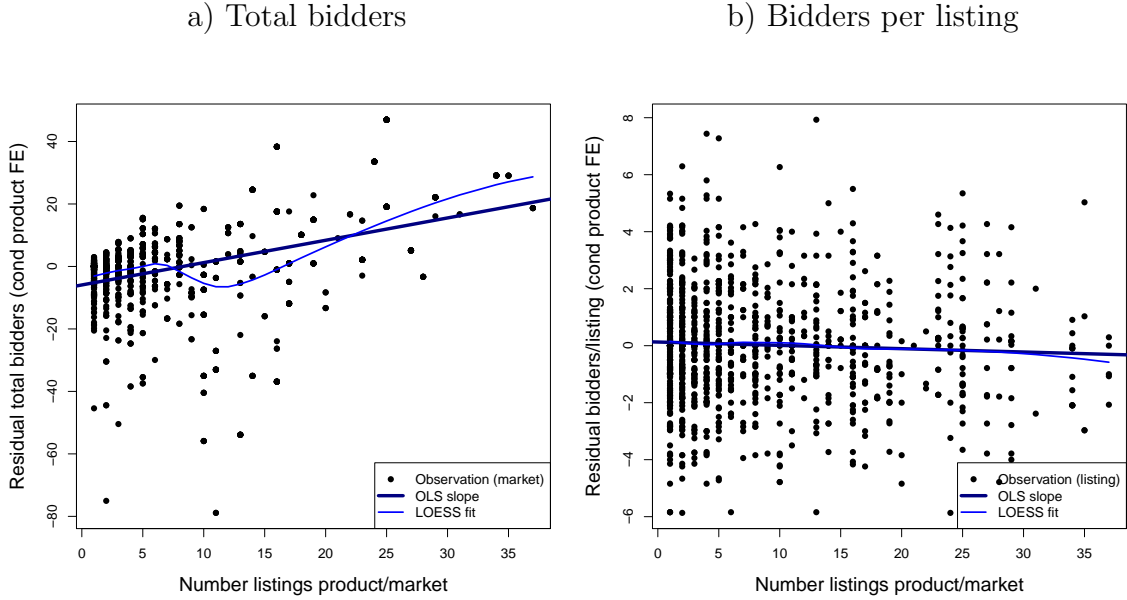 a) Total bidders
b) Bidders per listing
Residual total bidders (cond product FE)
40
20
0
−20
−40
−60
−80
Observation (market)
OLS slope
LOESS fit
0 5 10 15 20 25 30 35
Number listings product/market
Residual bidders/listing (cond product FE)
8
6
4
2
0
−2
−4
−6
Observation (listing)
OLS slope
LOESS fit
0 5 10 15 20 25 30 35
Number listings product/market